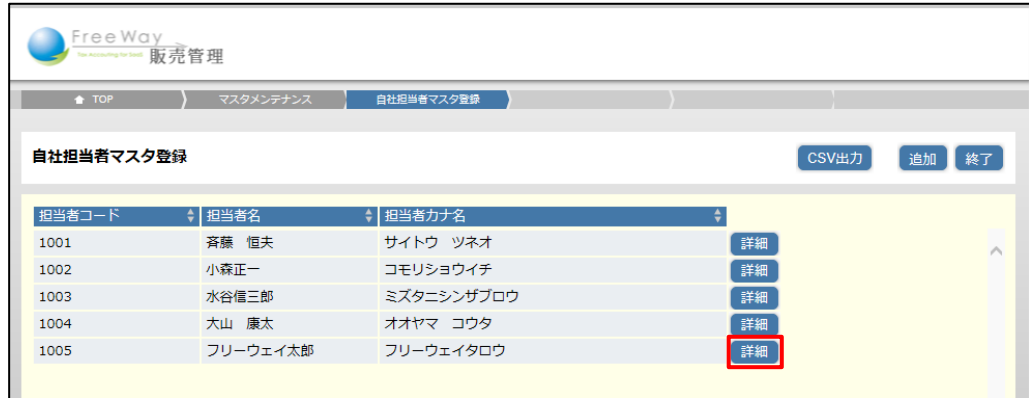 FreeWay
Tax Accounting for SaaS 販売管理
TOP マスタメンテナンス 自社担当者マスタ登録
自社担当者マスタ登録 CSV出力 追加 終了
担当者コード 担当者名 担当者カナ名
1001 斉藤 恒夫 サイトウ ツネオ 詳細
1002 小森正一 コモリショウイチ 詳細
1003 水谷信三郎 ミズタニシンザブロウ 詳細
1004 大山 康太 オオヤマ コウタ 詳細
1005 フリーウェイ太郎 フリーウェイタロウ 詳細